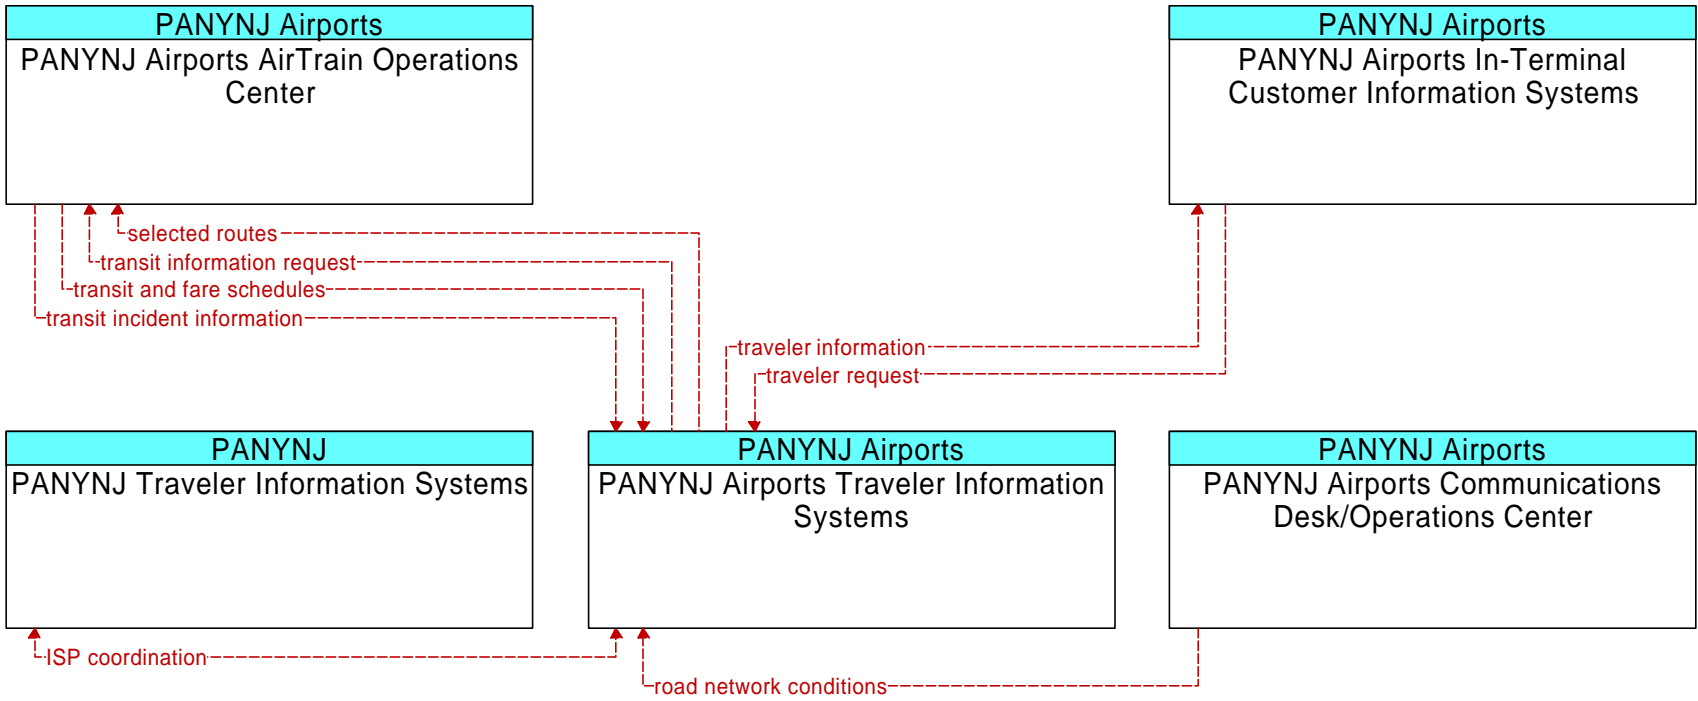 PANYNJ Airports
PANYNJ Airports AirTrain Operations
Center
PANYNJ Airports
PANYNJ Airports In-Terminal
Customer Information Systems
selected routes
transit information request
transit and fare schedules
transit incident information
traveler information
traveler request
PANYNJ
PANYNJ Traveler Information Systems
PANYNJ Airports
PANYNJ Airports Traveler Information
Systems
PANYNJ Airports
PANYNJ Airports Communications
Desk/Operations Center
ISP coordination
road network conditions